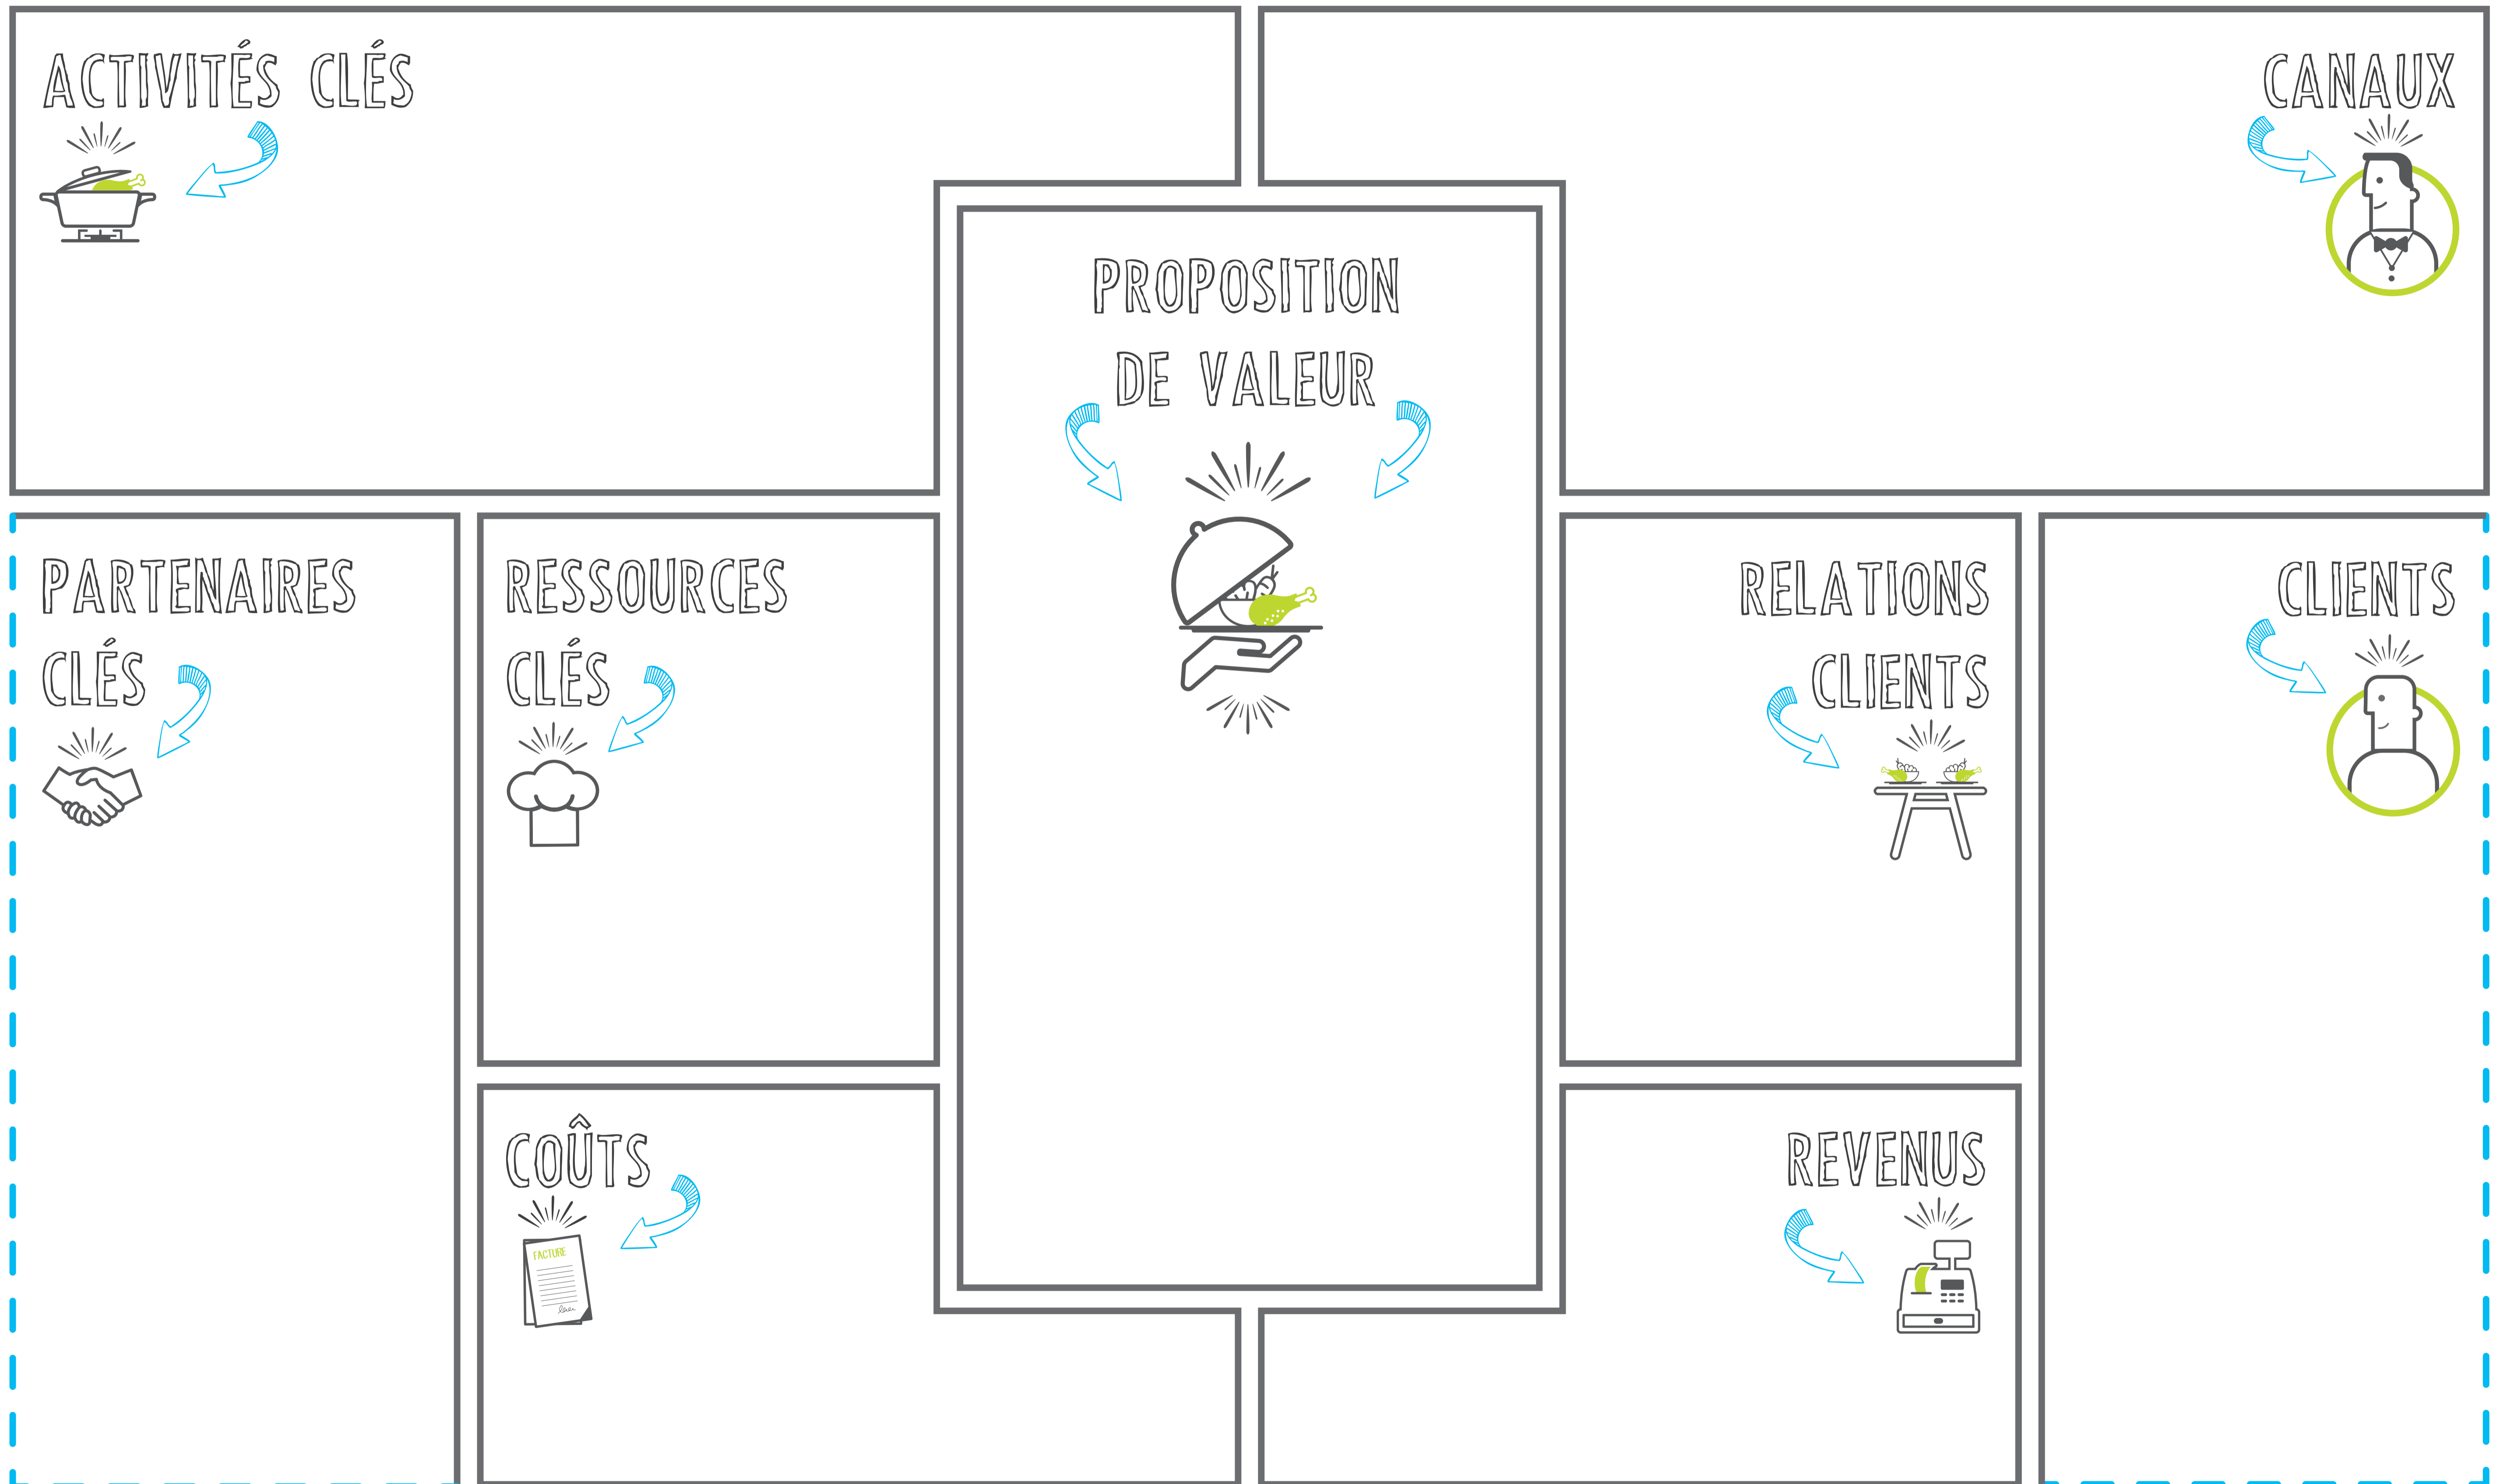 ACTIVITÉS CLÉS
CANAUX
PROPOSITION
DE VALEUR
PARTENAIRES
CLÉS
RESSOURCES
CLÉS
RELATIONS
CLIENTS
CLIENTS
COÛTS
FACTURE
REVENUS